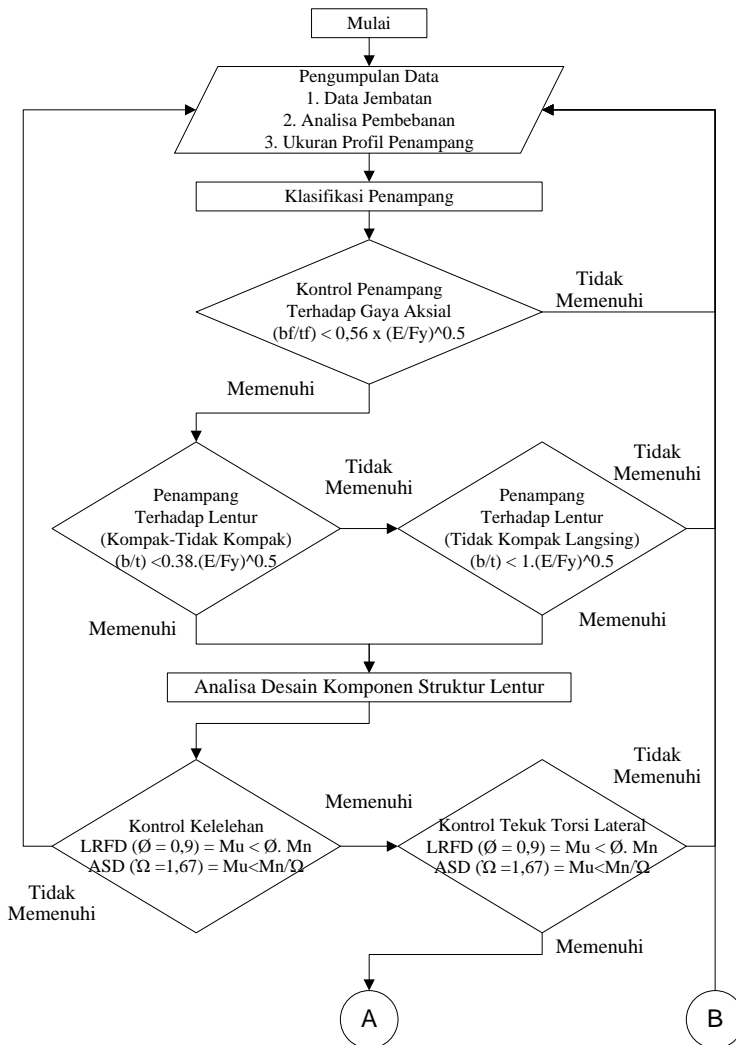 Mulai
Pengumpulan Data
1. Data Jembatan
2. Analisa Pembebanan
3. Ukuran Profil Penampang
Klasifikasi Penampang
Kontrol Penampang
Terhadap Gaya Aksial
(bf/tf) < 0,56 x (E/Fy)^0.5
Tidak
Memenuhi
Memenuhi
Penampang
Terhadap Lentur
(Kompak-Tidak Kompak)
(b/t) <0.38.(E/Fy)^0.5
Tidak
Memenuhi
Penampang
Terhadap Lentur
(Tidak Kompak Langsing)
(b/t) < 1.(E/Fy)^0.5
Tidak
Memenuhi
Memenuhi
Memenuhi
Analisa Desain Komponen Struktur Lentur
Kontrol Kelelehan
LRFD (Ø = 0,9) = Mu < Ø. Mn
ASD (Ω =1,67) = Mu<Mn/Ω
Tidak
Memenuhi
Memenuhi
Kontrol Tekuk Torsi Lateral
LRFD (Ø = 0,9) = Mu < Ø. Mn
ASD (Ω =1,67) = Mu<Mn/Ω
Tidak
Memenuhi
Memenuhi
A
B